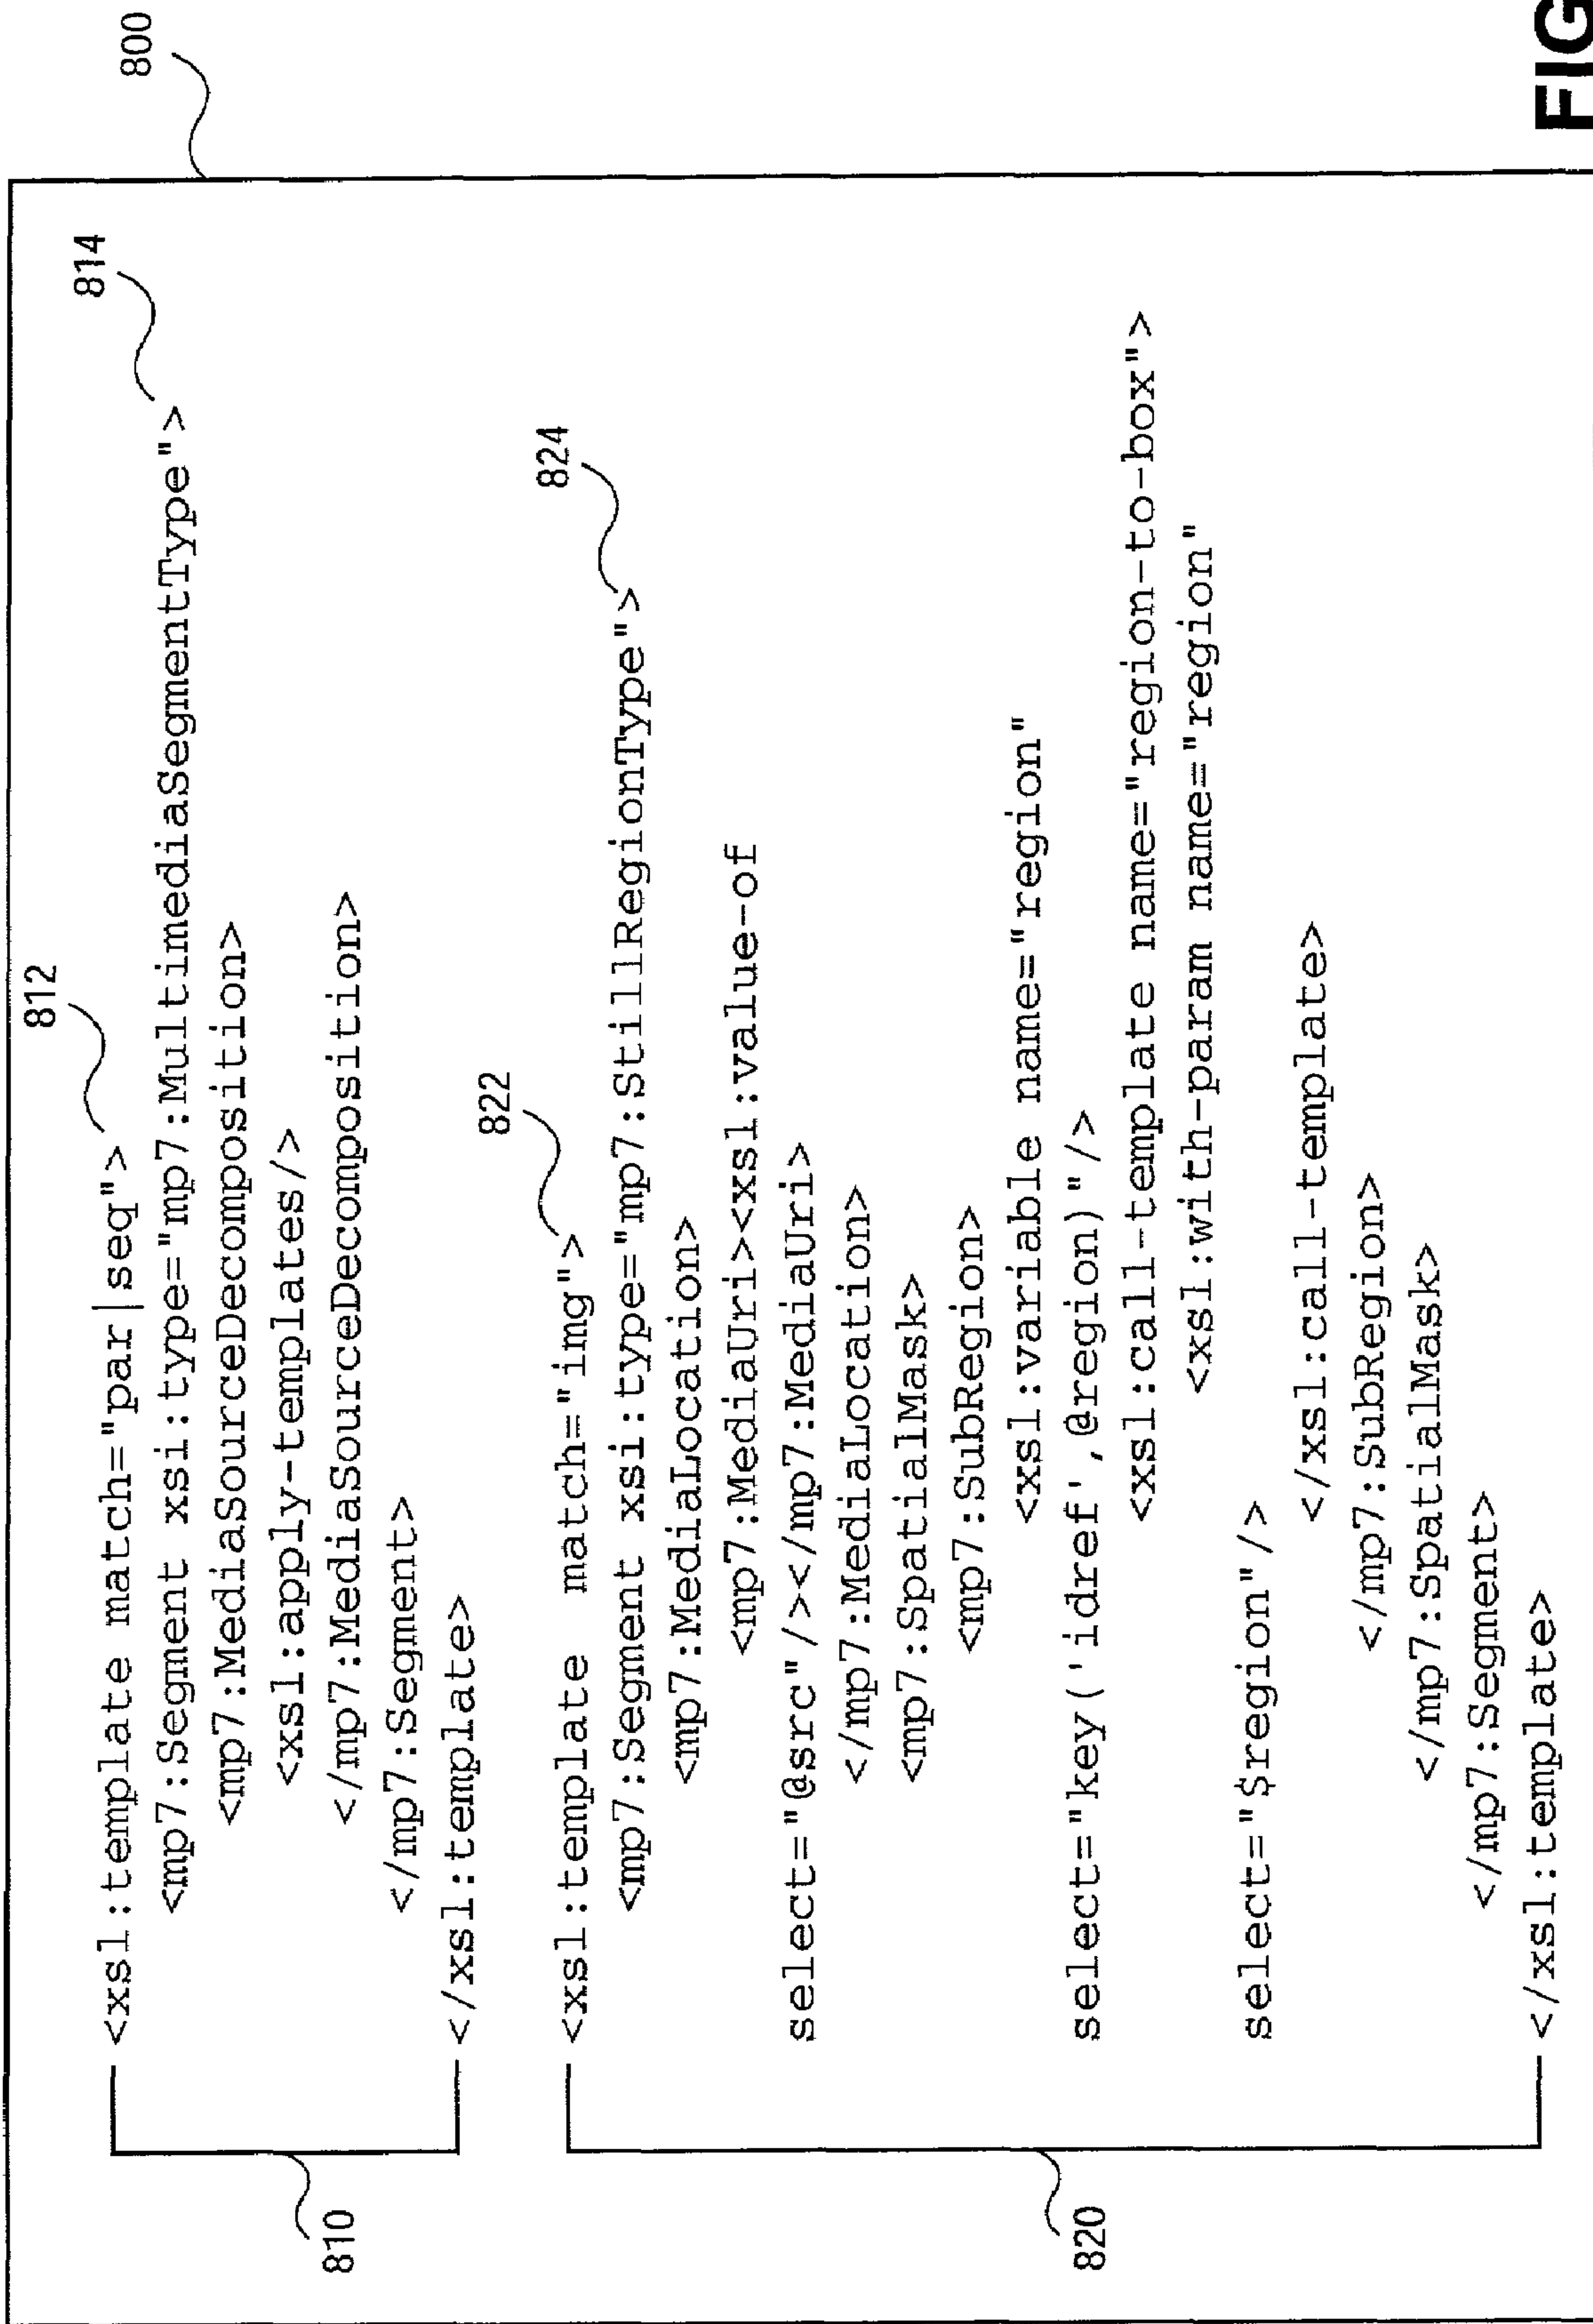 800
812
<xsl:template match="par|seq">
814
<mp7:Segment xsi:type="mp7:MultimediaSegmentType">
<mp7:MediaSourceDecomposition>
<xsl:apply-templates/>
</mp7:MediaSourceDecomposition>
</mp7:Segment>
</xsl:template>
810
822
<xsl:template match="img">
824
<mp7:Segment xsi:type="mp7:StillRegionType">
<mp7:MediaLocation>
<mp7:MediaUri><xsl:value-of
select="@src"/></mp7:MediaUri>
</mp7:MediaLocation>
<mp7:SpatialMask>
<mp7:SubRegion>
<xsl:variable name="region"
select="key('idref',@region)"/>
<xsl:call-template name="region-to-box">
<xsl:with-param name="region"
select="$region"/>
</xsl:call-template>
</mp7:SubRegion>
</mp7:SpatialMask>
</mp7:Segment>
</xsl:template>
820
FIG